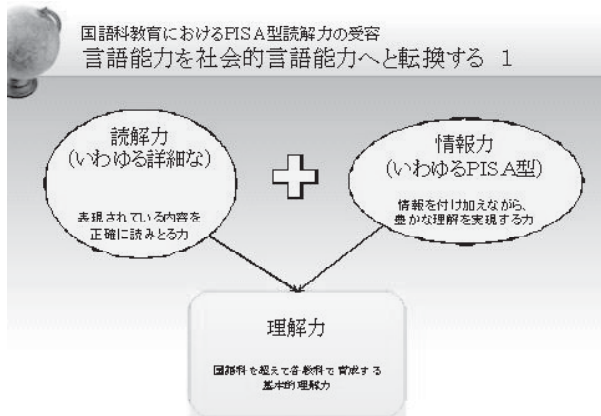 国語科教育におけるPISA型読解力の受容
言語能力を社会的言語能力へと転換する 1
読解力
(いわゆる詳細な)
表現されている内容を
正確に読みとる力
情報力
(いわゆるPISA型)
情報を付け加えながら、
豊かな理解を実現する力
理解力
国語科を超えて各教科で育成する
基本的理解力